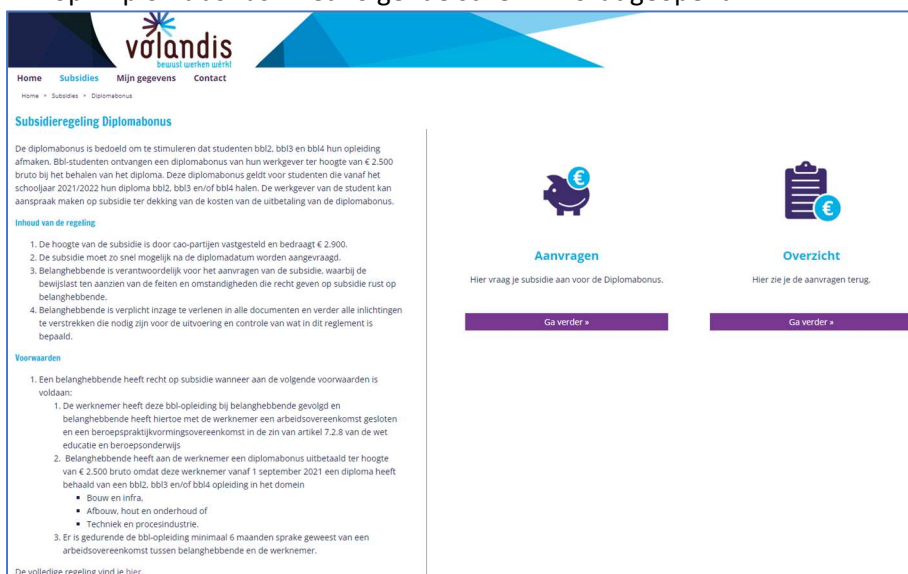 volandis
bewust werken wérkt
Home Subsidies Mijn gegevens Contact
Home » Subsidies » Diplomabonus
Subsidieregeling Diplomabonus
De diplomabonus is bedoeld om te stimuleren dat studenten bbl2, bbl3 en bbl4 hun opleiding
afmaken. Bbl-studenten ontvangen een diplomabonus van hun werkgever ter hoogte van € 2.500
bruto bij het behalen van het diploma. Deze diplomabonus geldt voor studenten die vanaf het
schooljaar 2021/2022 hun diploma bbl2, bbl3 en/of bbl4 halen. De werkgever van de student kan
aanspraak maken op subsidie ter dekking van de kosten van de uitbetaling van de diplomabonus.
Inhoud van de regeling
1. De hoogte van de subsidie is door cao-partijen vastgesteld en bedraagt € 2.900.
2. De subsidie moet zo snel mogelijk na de diplomadatum worden aangevraagd.
3. Belanghebbende is verantwoordelijk voor het aanvragen van de subsidie, waarbij de
bewijslast ten aanzien van de feiten en omstandigheden die recht geven op subsidie rust op
belanghebbende.
4. Belanghebbende is verplicht inzage te verlenen in alle documenten en verder alle inlichtingen
te verstrekken die nodig zijn voor de uitvoering en controle van wat in dit reglement is
bepaald.
Voorwaarden
1. Een belanghebbende heeft recht op subsidie wanneer aan de volgende voorwaarden is
voldaan:
1. De werknemer heeft deze bbl-opleiding bij belanghebbende gevolgd en
belanghebbende heeft hiertoe met de werknemer een arbeidsovereenkomst gesloten
en een beroepspraktijkvormingsovereenkomst in de zin van artikel 7.2.8 van de wet
educatie en beroepsonderwijs
2. Belanghebbende heeft aan de werknemer een diplomabonus uitbetaald ter hoogte
van € 2.500 bruto omdat deze werknemer vanaf 1 september 2021 een diploma heeft
behaald van een bbl2, bbl3 en/of bbl4 opleiding in het domein
▪ Bouw en infra,
▪ Afbouw, hout en onderhoud of
▪ Techniek en procesindustrie.
3. Er is gedurende de bbl-opleiding minimaal 6 maanden sprake geweest van een
arbeidsovereenkomst tussen belanghebbende en de werknemer.
De volledige regeling vind je hier.
€
Aanvragen
Hier vraag je subsidie aan voor de Diplomabonus.
Ga verder »
€
Overzicht
Hier zie je de aanvragen terug.
Ga verder »